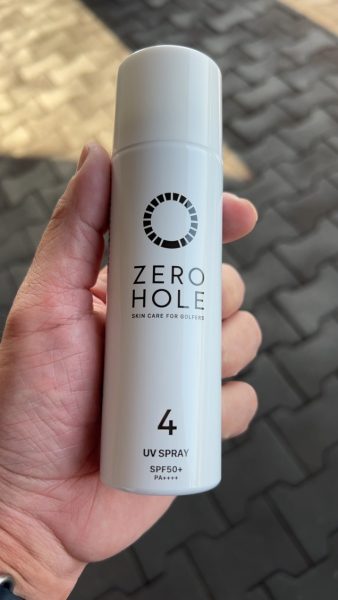 ZERO
HOLE
SKIN CARE FOR GOLFERS
4
UV SPRAY
SPF50+
PA++++